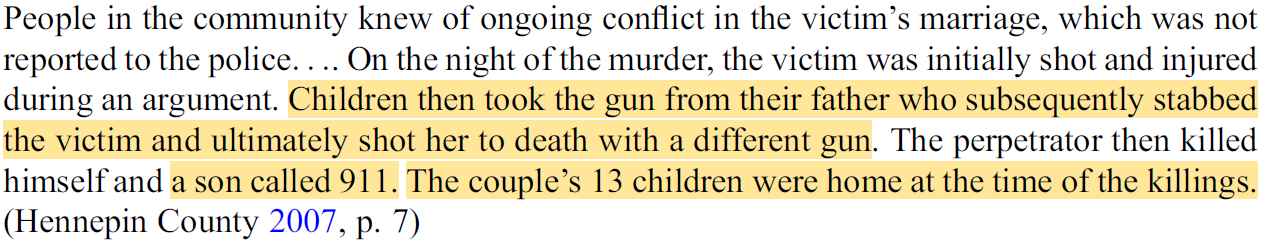 People in the community knew of ongoing conflict in the victim’s marriage, which was not
reported to the police. . .. On the night of the murder, the victim was initially shot and injured
during an argument. Children then took the gun from their father who subsequently stabbed
the victim and ultimately shot her to death with a different gun. The perpetrator then killed
himself and a son called 911. The couple’s 13 children were home at the time of the killings.
(Hennepin County 2007, p. 7)